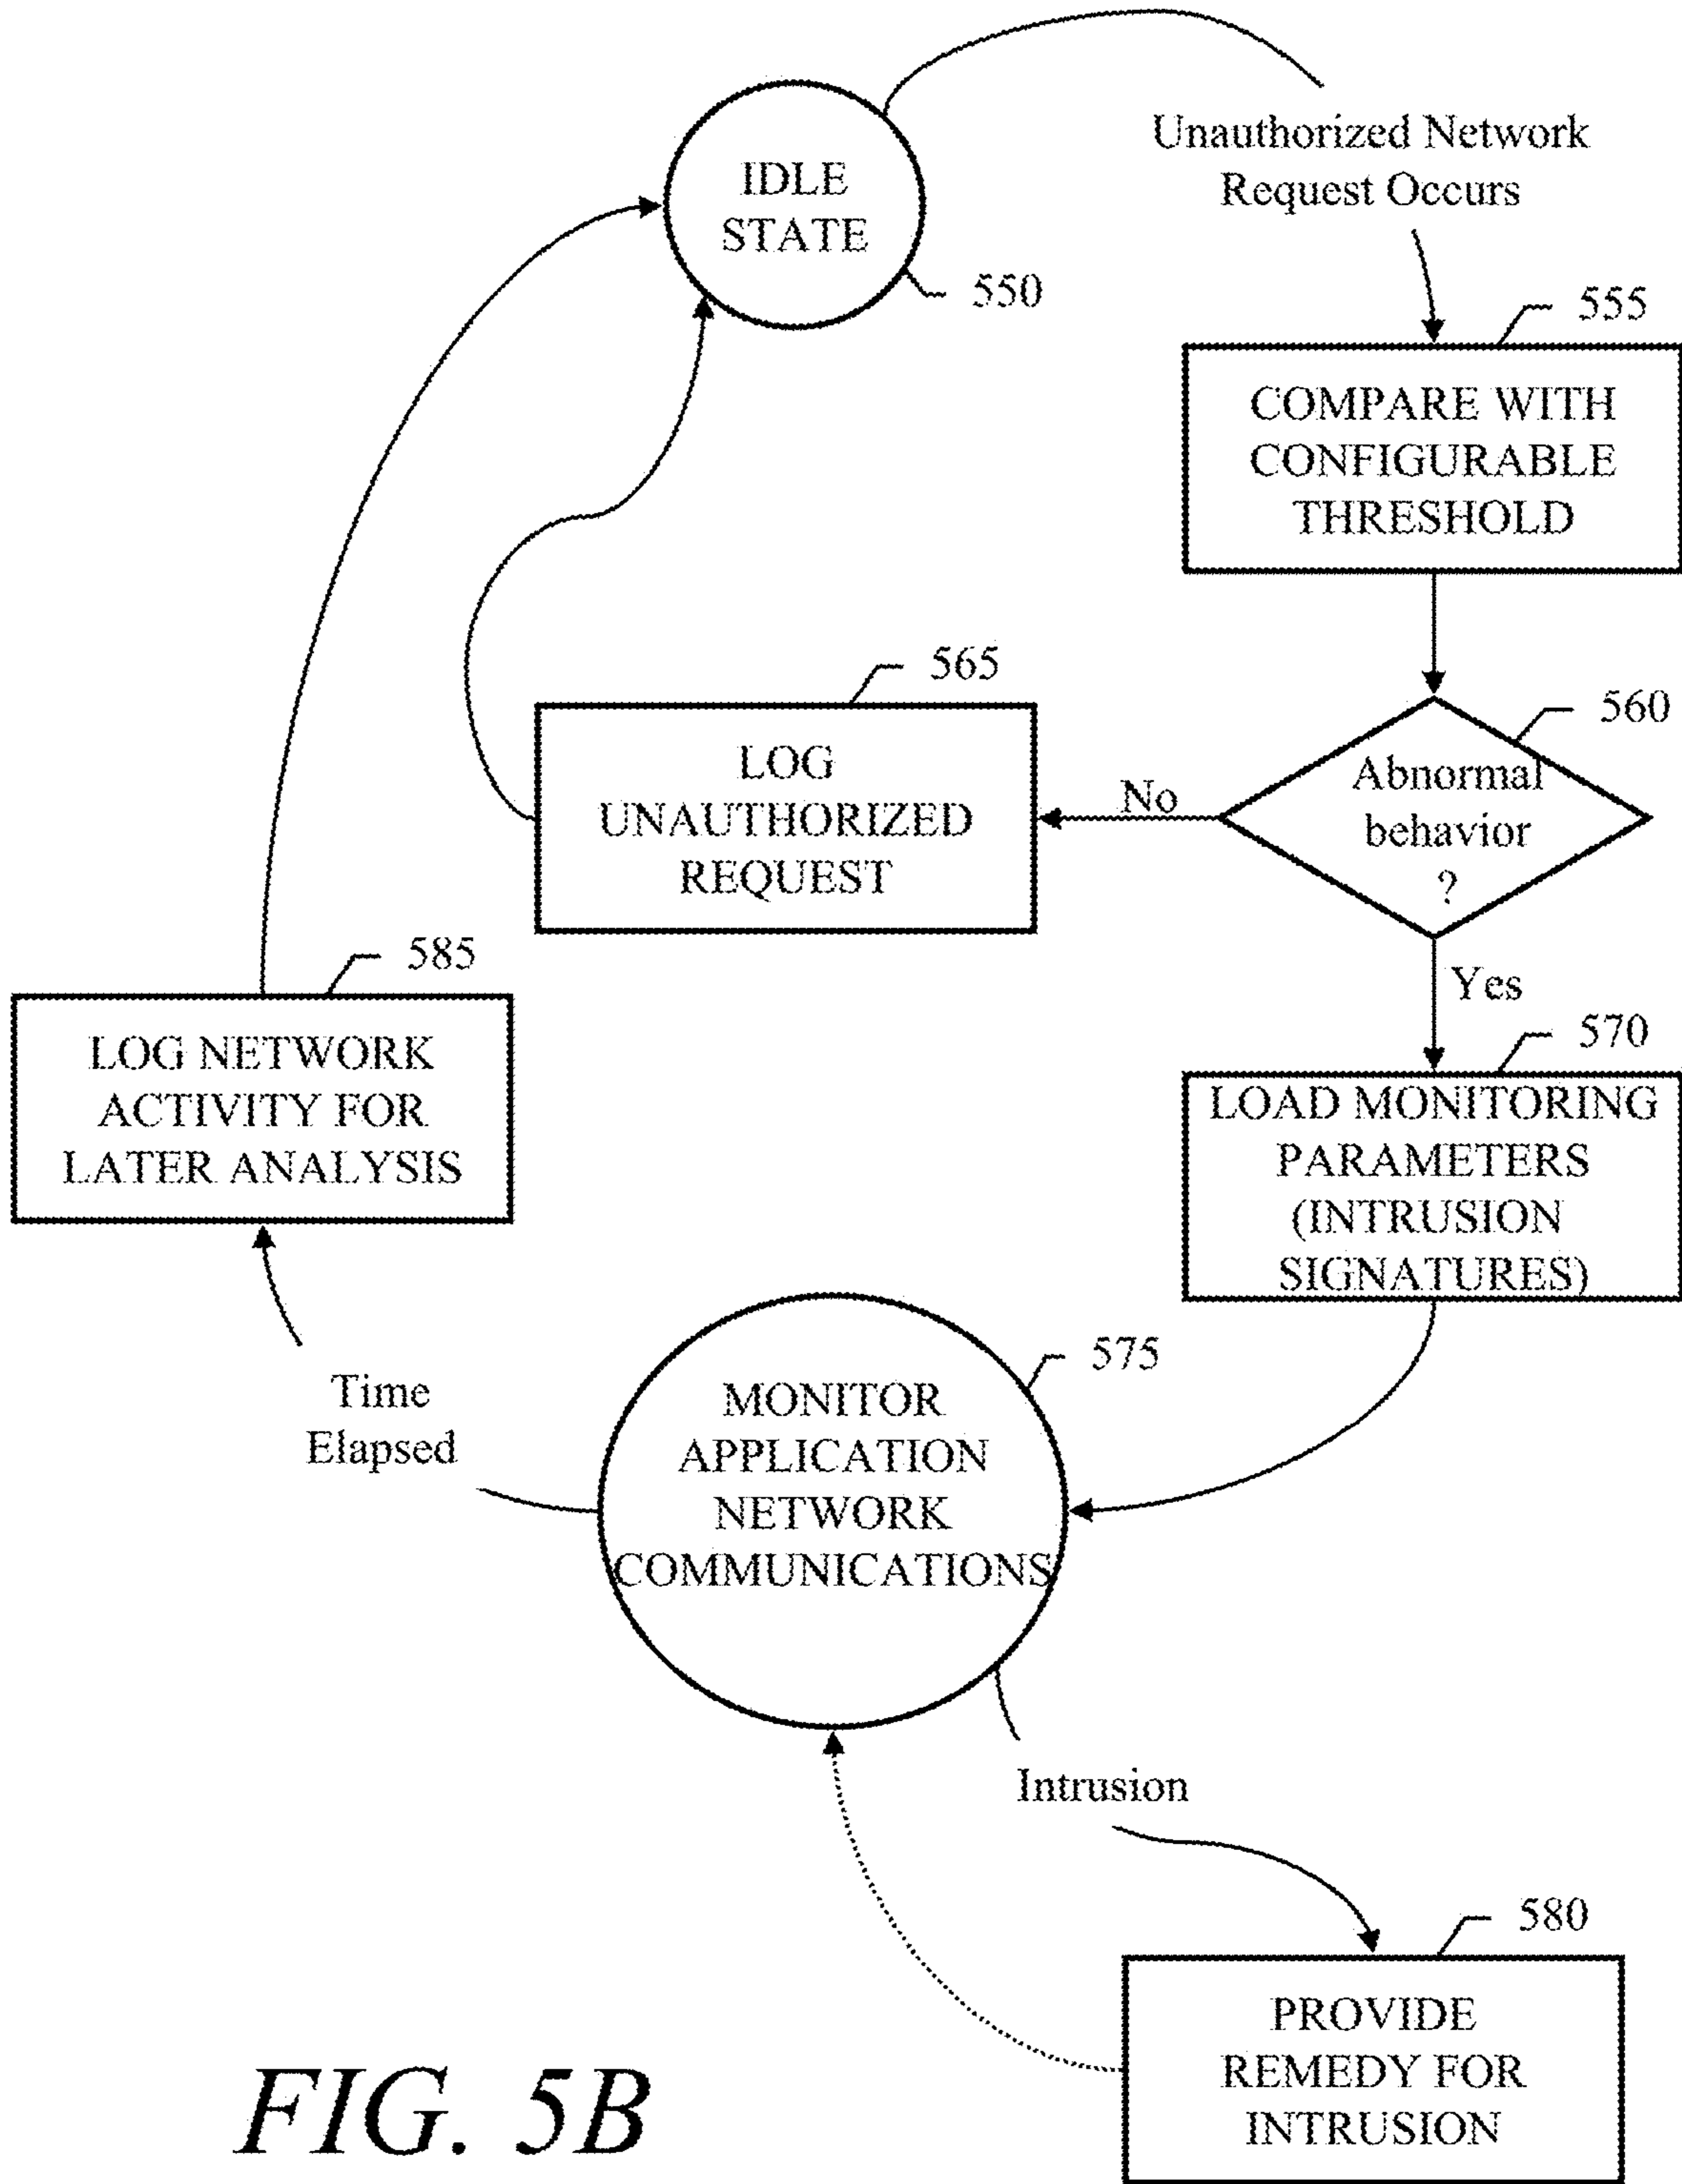 Unauthorized Network
Request Occurs
IDLE
STATE
550
555
COMPARE WITH
CONFIGURABLE
THRESHOLD
560
Abnormal
behavior
?
No
565
LOG
UNAUTHORIZED
REQUEST
Yes
570
LOAD MONITORING
PARAMETERS
(INTRUSION
SIGNATURES)
575
MONITOR
APPLICATION
NETWORK
COMMUNICATIONS
Time
Elapsed
585
LOG NETWORK
ACTIVITY FOR
LATER ANALYSIS
Intrusion
580
PROVIDE
REMEDY FOR
INTRUSION
FIG. 5B